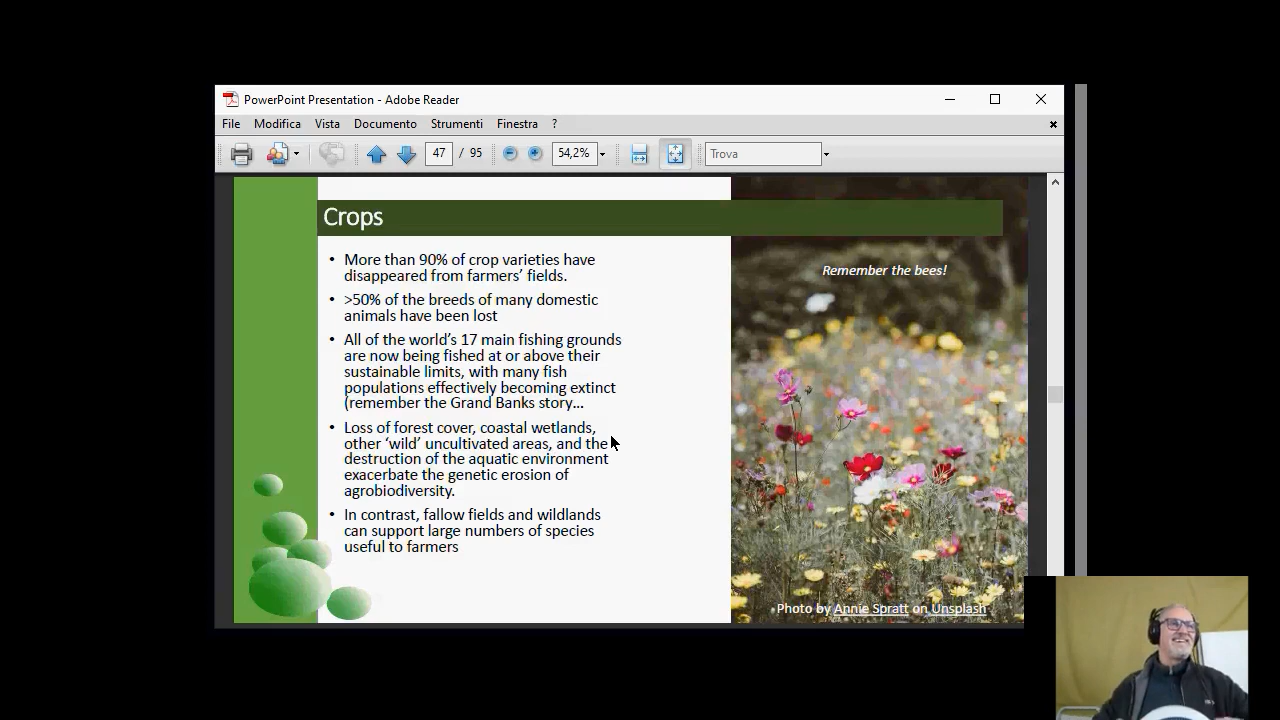 PowerPoint Presentation - Adobe Reader
File Modifica Vista Documento Strumenti Finestra ?
47 / 95 54,2% Trova
Crops
• More than 90% of crop varieties have
disappeared from farmers’ fields.
• >50% of the breeds of many domestic
animals have been lost
• All of the world’s 17 main fishing grounds
are now being fished at or above their
sustainable limits, with many fish
populations effectively becoming extinct
(remember the Grand Banks story…
• Loss of forest cover, coastal wetlands,
other ‘wild’ uncultivated areas, and the
destruction of the aquatic environment
exacerbate the genetic erosion of
agrobiodiversity.
• In contrast, fallow fields and wildlands
can support large numbers of species
useful to farmers
Remember the bees!
Photo by Annie Spratt on Unsplash